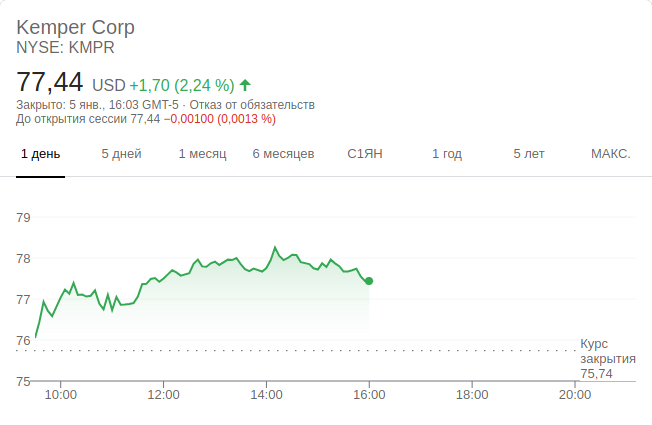 Kemper Corp
NYSE: KMPR
77,44 USD +1,70 (2,24 %)
Закрыто: 5 янв., 16:03 GMT-5 · Отказ от обязательств
До открытия сессии 77,44 −0,00100 (0,0013 %)
1 день 5 дней 1 месяц 6 месяцев С1ЯН 1 год 5 лет МАКС.
79
78
77
76
Курс
закрытия
75,74
75
10:00 12:00 14:00 16:00 18:00 20:00